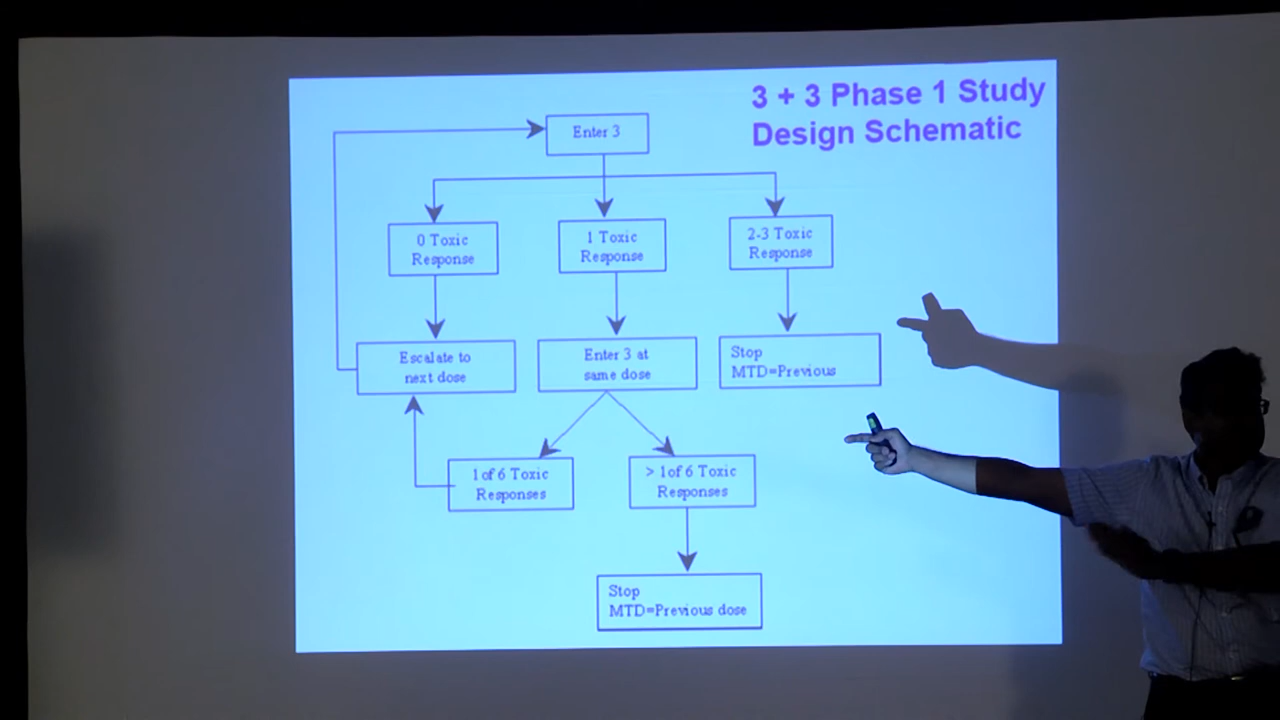 3 + 3 Phase 1 Study
Design Schematic
Enter 3
0 Toxic
Response
1 Toxic
Response
2-3 Toxic
Response
Escalate to
next dose
Enter 3 at
same dose
Stop
MTD=Previous
1 of 6 Toxic
Responses
> 1of 6 Toxic
Responses
Stop
MTD=Previous dose